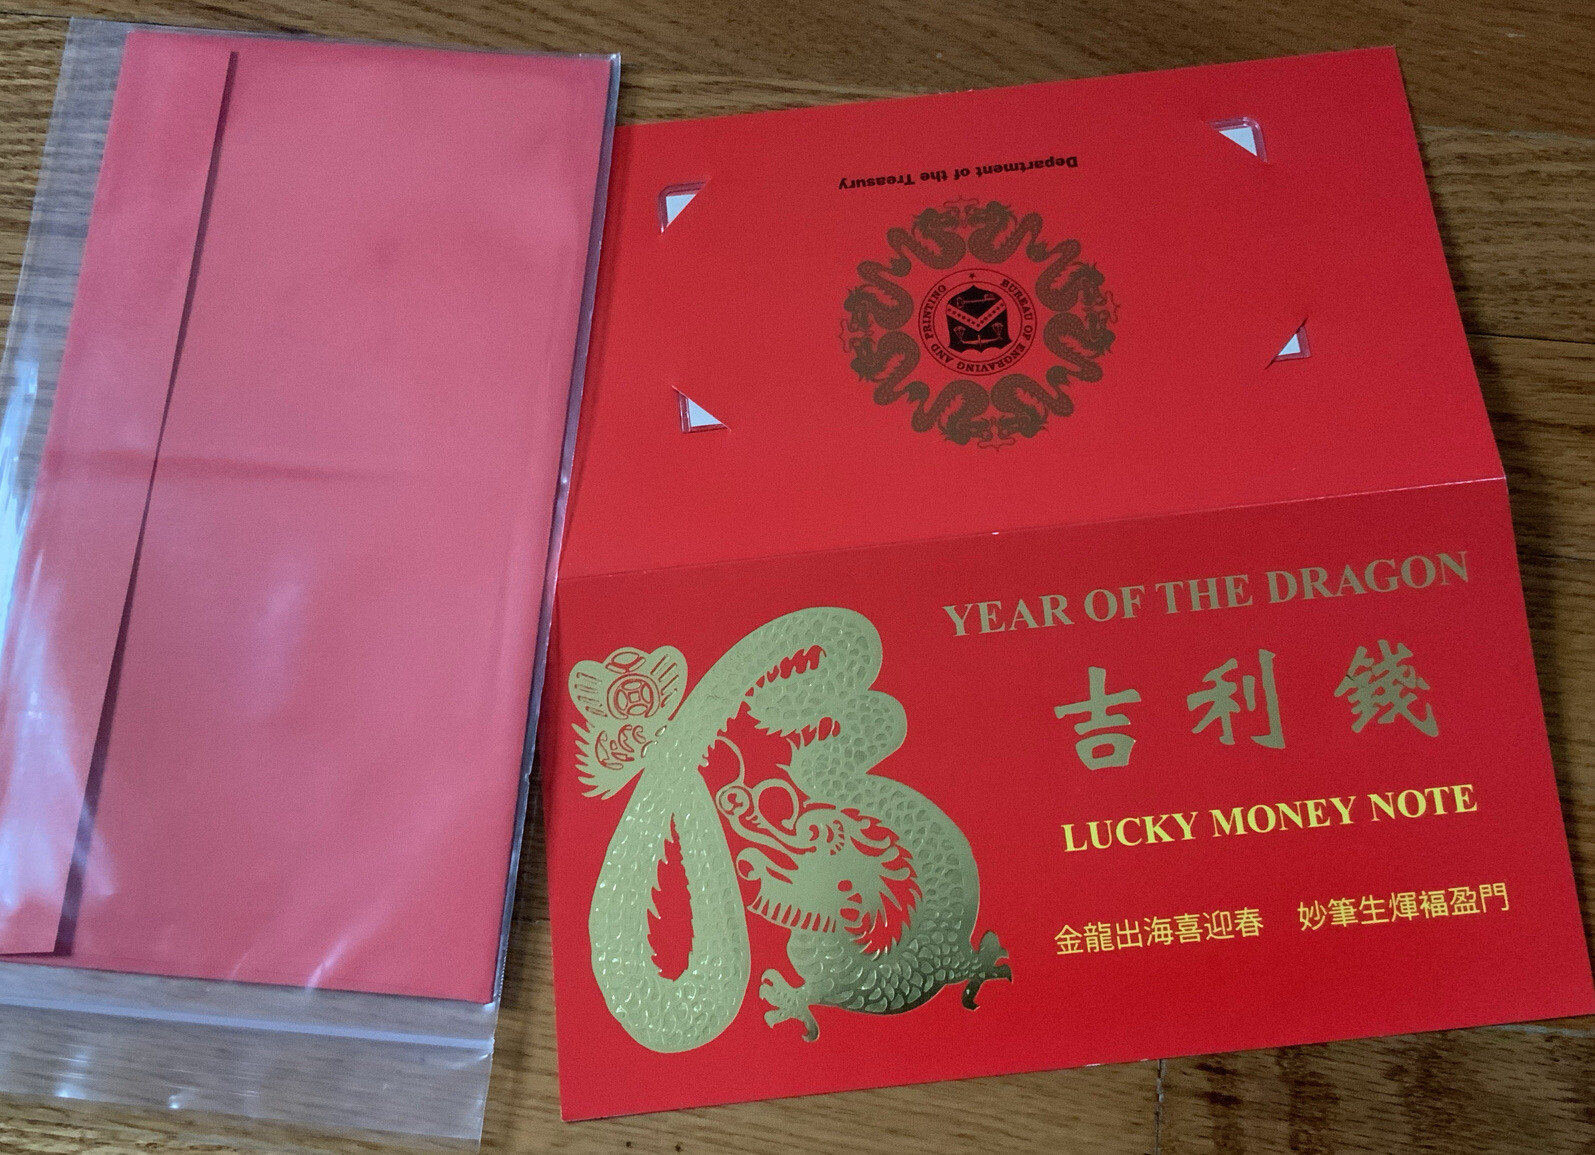 Department of the Treasury
BUREAU OF ENGRAVING AND PRINTING
YEAR OF THE DRAGON
吉利錢
LUCKY MONEY NOTE
金龍出海喜迎春 妙筆生煇福盈門